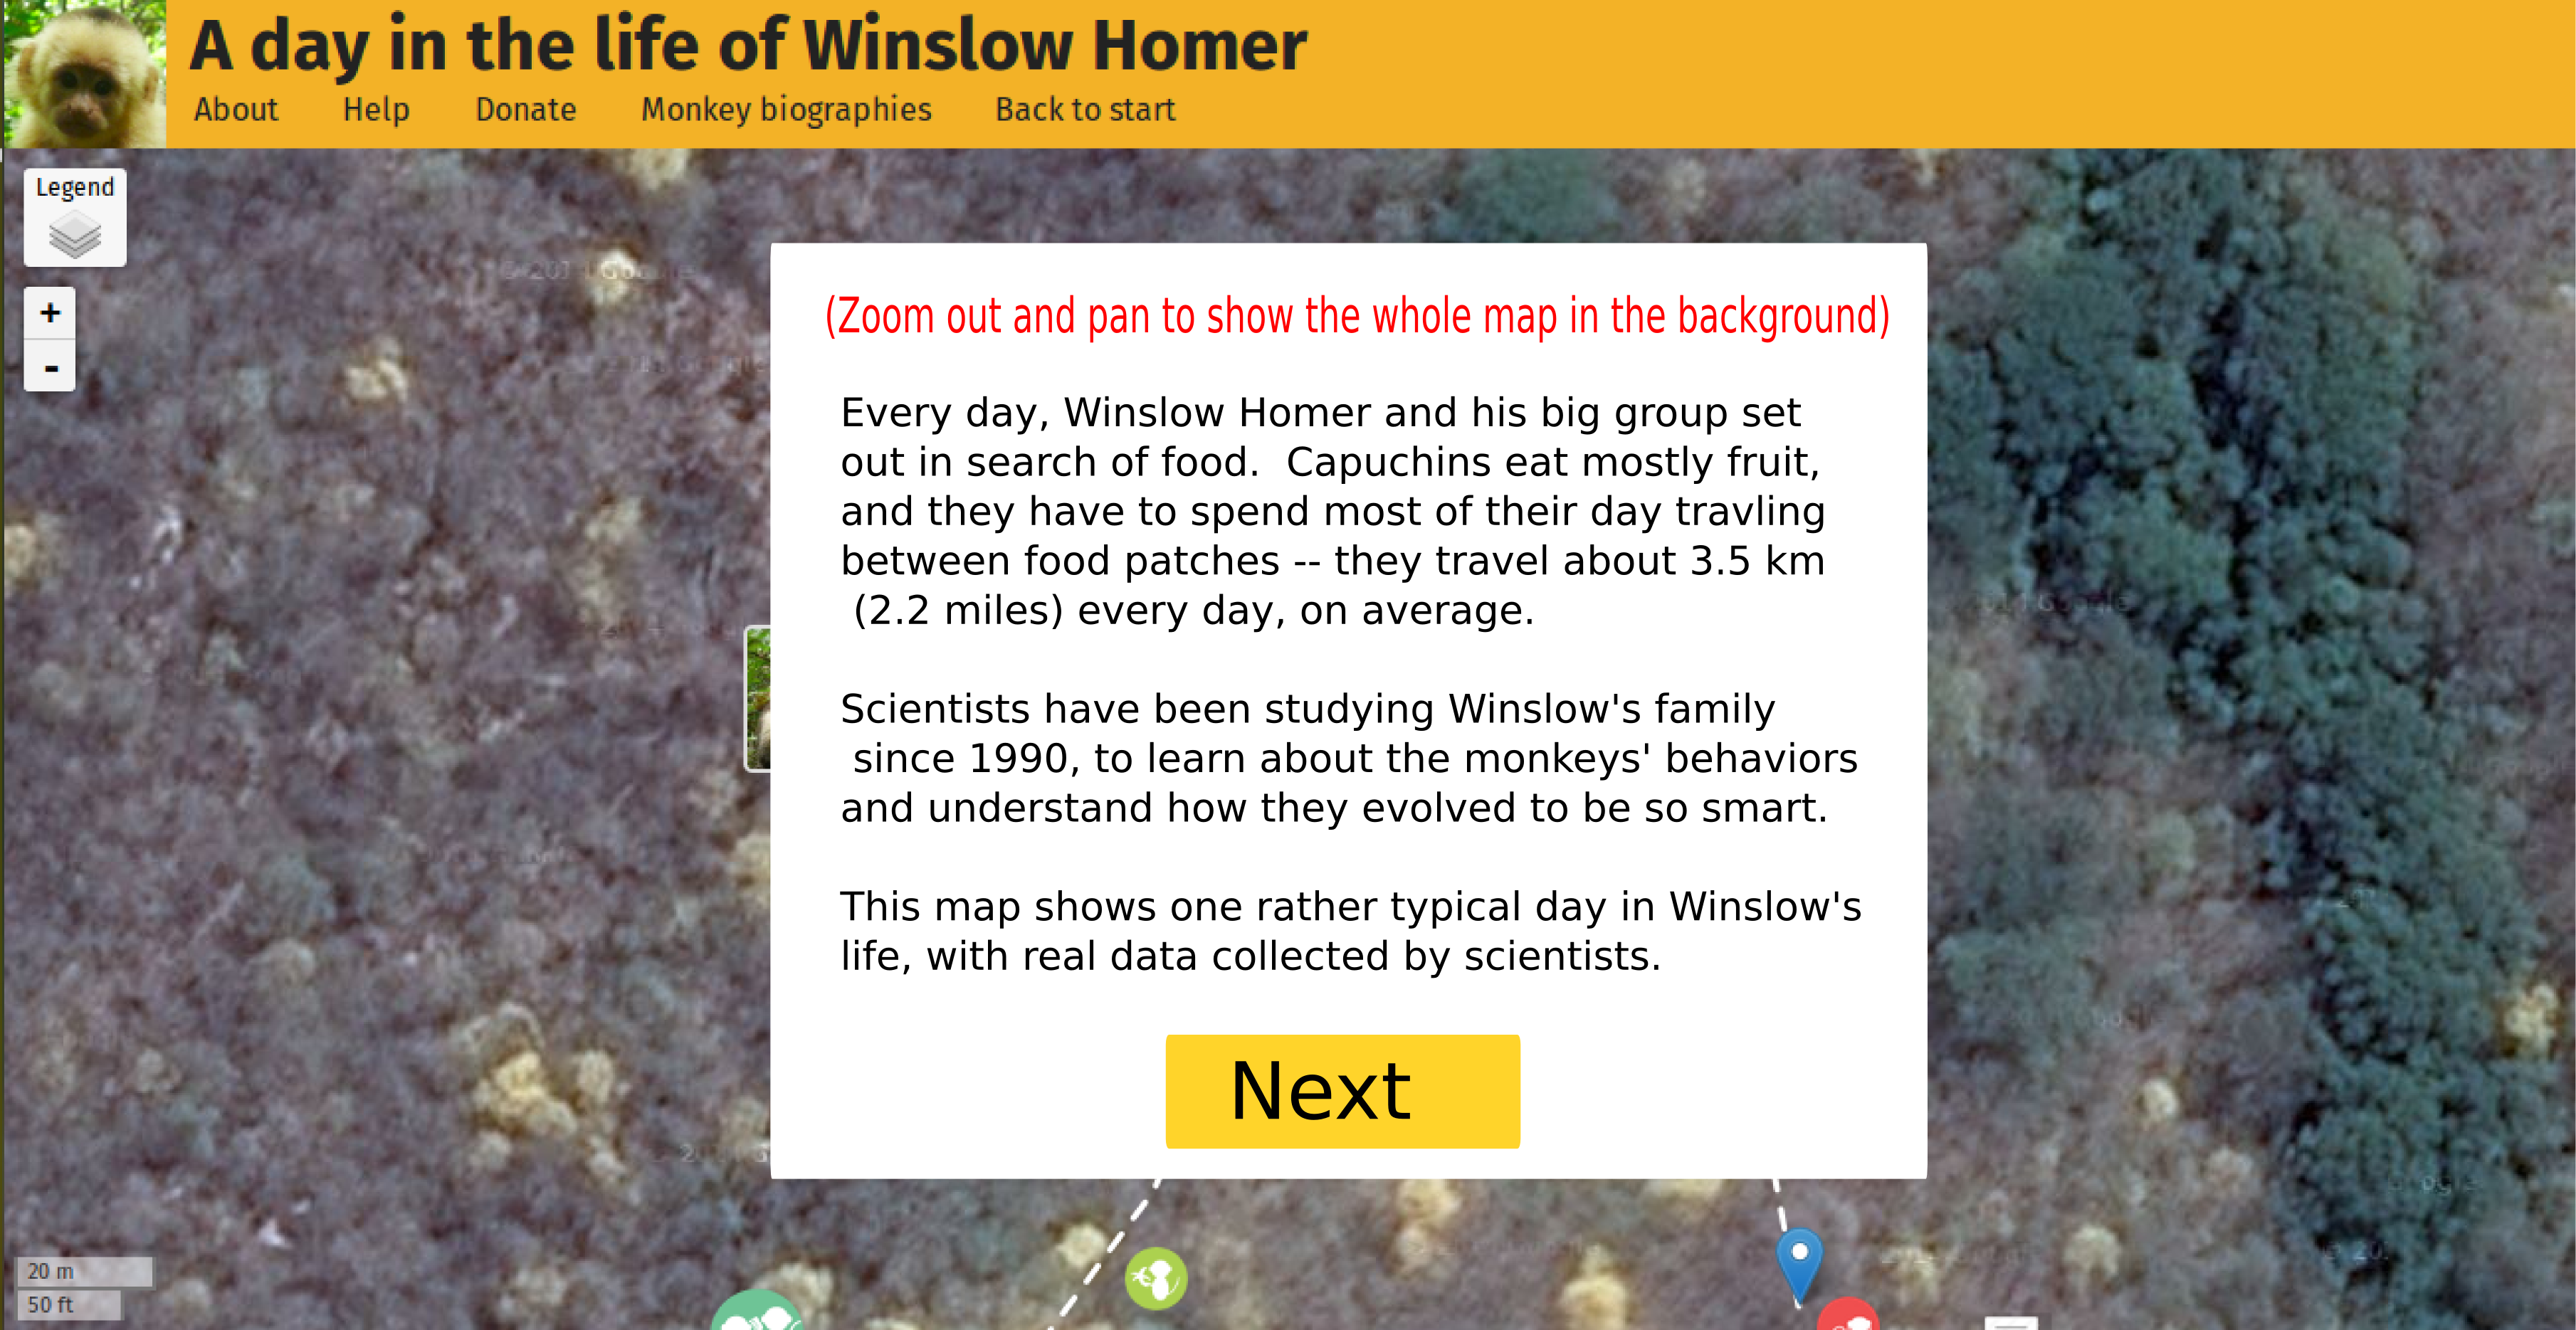 A day in the life of Winslow Homer
About Help Donate Monkey biographies Back to start
Legend
+
-
(Zoom out and pan to show the whole map in the background)
Every day, Winslow Homer and his big group set
out in search of food.  Capuchins eat mostly fruit,
and they have to spend most of their day travling
between food patches -- they travel about 3.5 km
(2.2 miles) every day, on average.
Scientists have been studying Winslow's family
since 1990, to learn about the monkeys' behaviors
and understand how they evolved to be so smart.
This map shows one rather typical day in Winslow's
life, with real data collected by scientists.
Next
20 m
50 ft